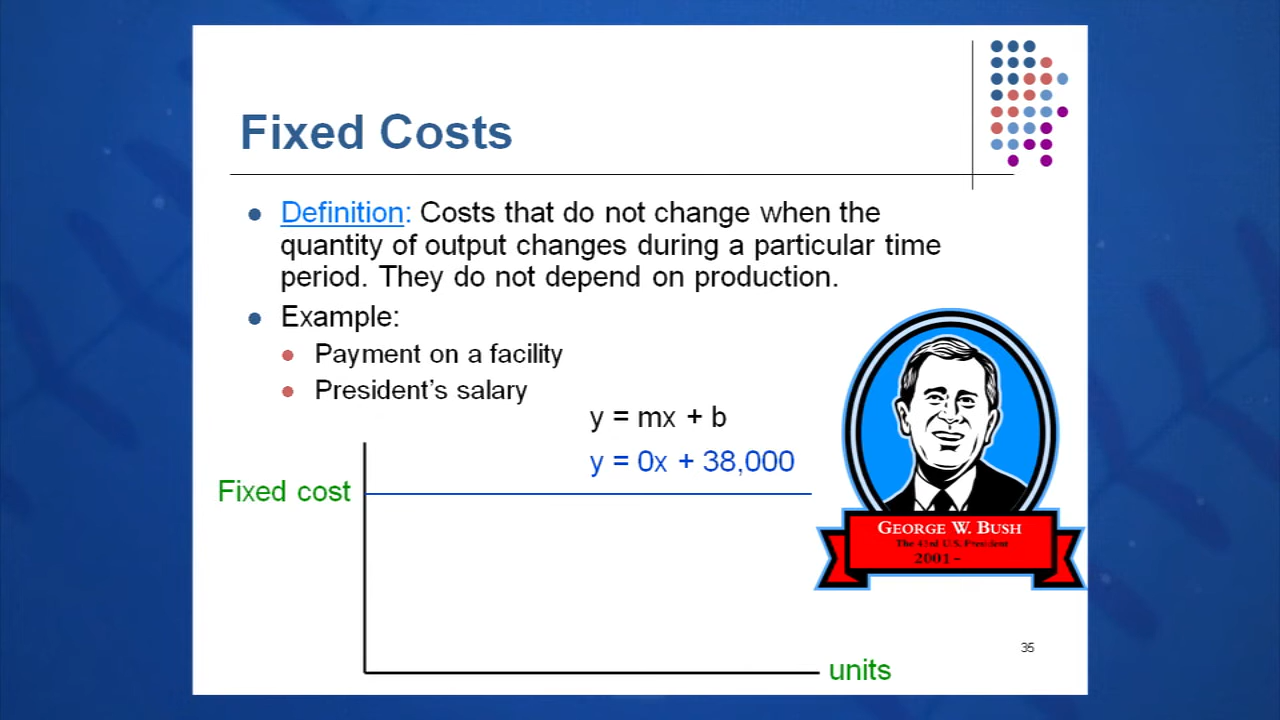 Fixed Costs
Definition: Costs that do not change when the
quantity of output changes during a particular time
period. They do not depend on production.
Example:
Payment on a facility
President's salary
y = mx + b
y = 0x + 38,000
Fixed cost
GEORGE W. BUSH
The 43rd U.S. President
2001 -
35
units